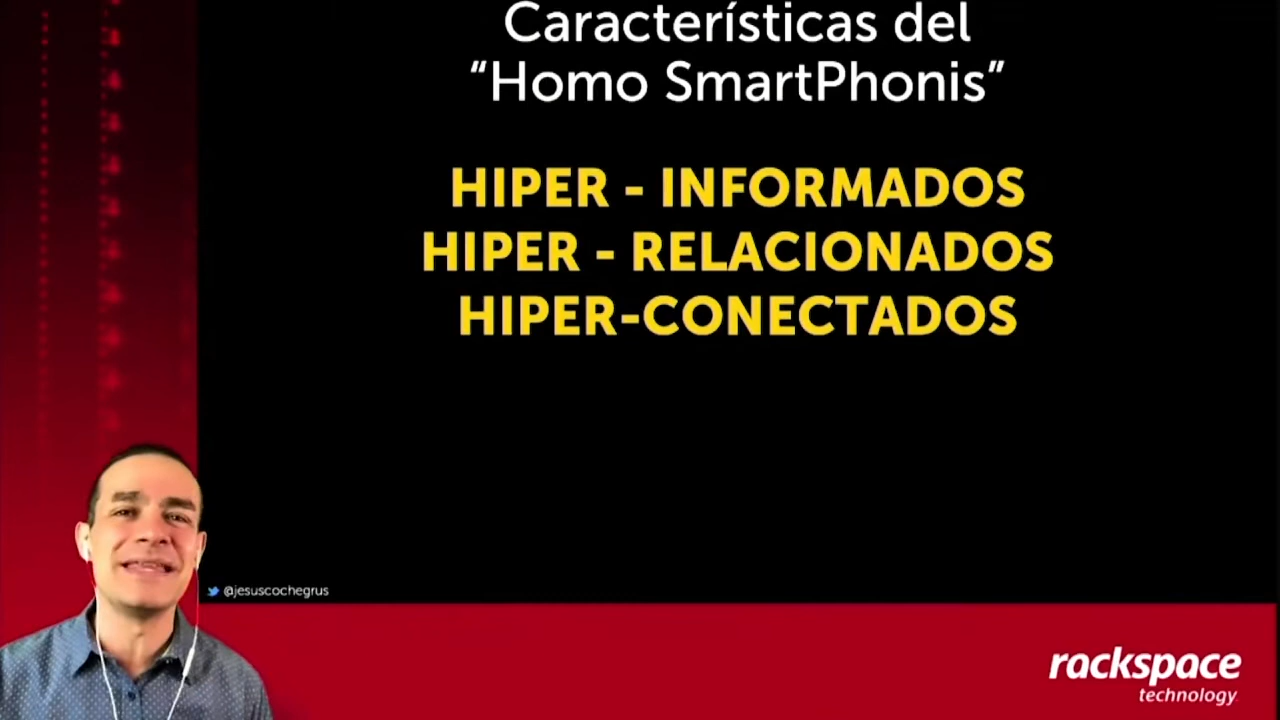 Características del
“Homo SmartPhonis”
HIPER - INFORMADOS
HIPER - RELACIONADOS
HIPER-CONECTADOS
@jesuscochegrus
rackspace
technology